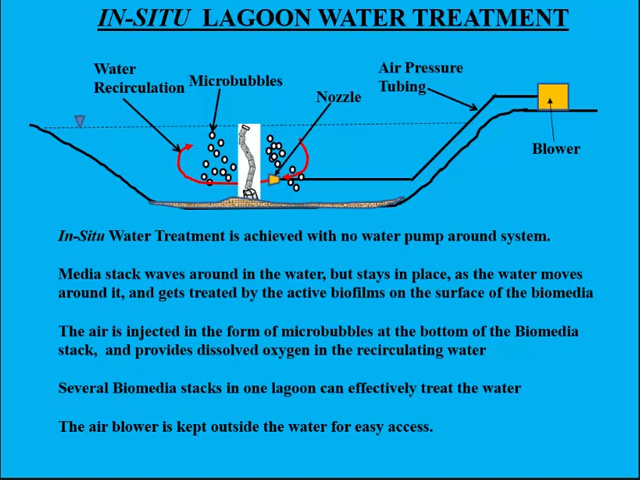 IN-SITU LAGOON WATER TREATMENT
Water
Recirculation
Microbubbles
Nozzle
Air Pressure
Tubing
Blower
In-Situ Water Treatment is achieved with no water pump around system.
Media stack waves around in the water, but stays in place, as the water moves
around it, and gets treated by the active biofilms on the surface of the biomedia
The air is injected in the form of microbubbles at the bottom of the Biomedia
stack, and provides dissolved oxygen in the recirculating water
Several Biomedia stacks in one lagoon can effectively treat the water
The air blower is kept outside the water for easy access.